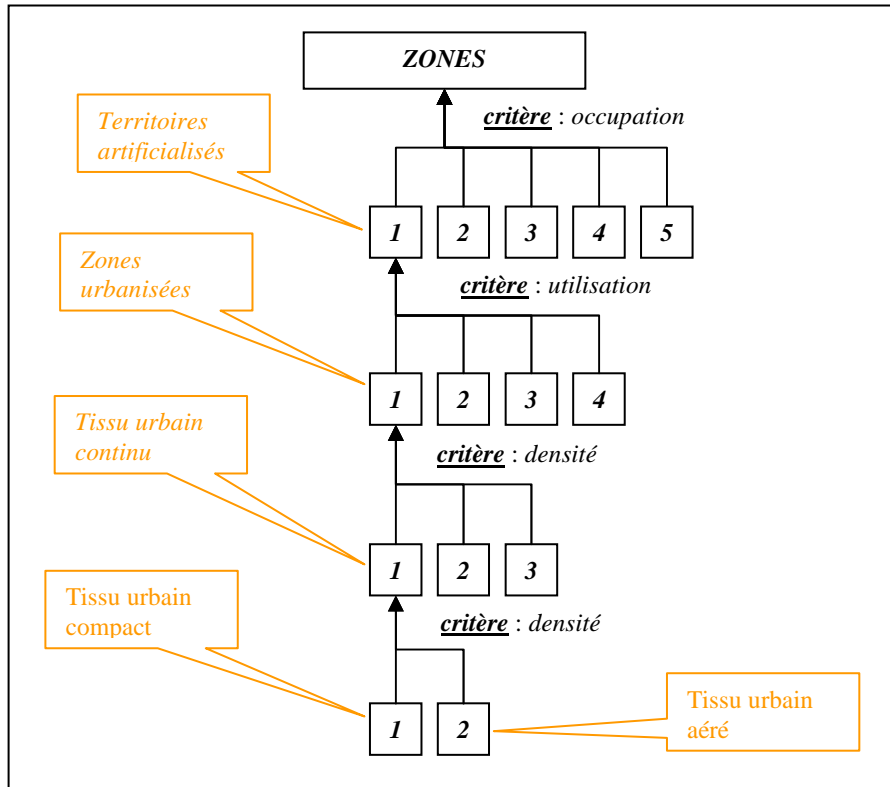 ZONES
Territoires
artificialisés
critère : occupation
1 2 3 4 5
Zones
urbanisées
critère : utilisation
1 2 3 4
Tissu urbain
continu
critère : densité
1 2 3
Tissu urbain
compact
critère : densité
1 2
Tissu urbain
aéré